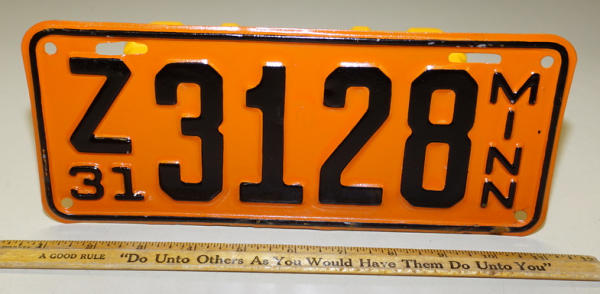 Z 3128
31
MINN
A GOOD RULE "Do Unto Others As You Would Have Them Do Unto You"